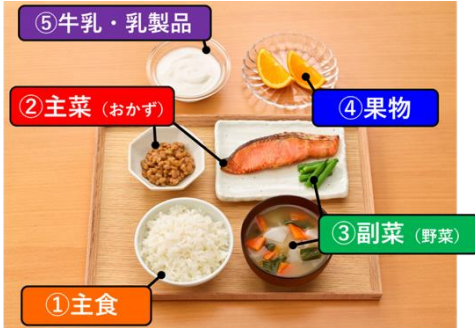 ⑤牛乳・乳製品
②主菜（おかず）
④果物
③副菜（野菜）
①主食